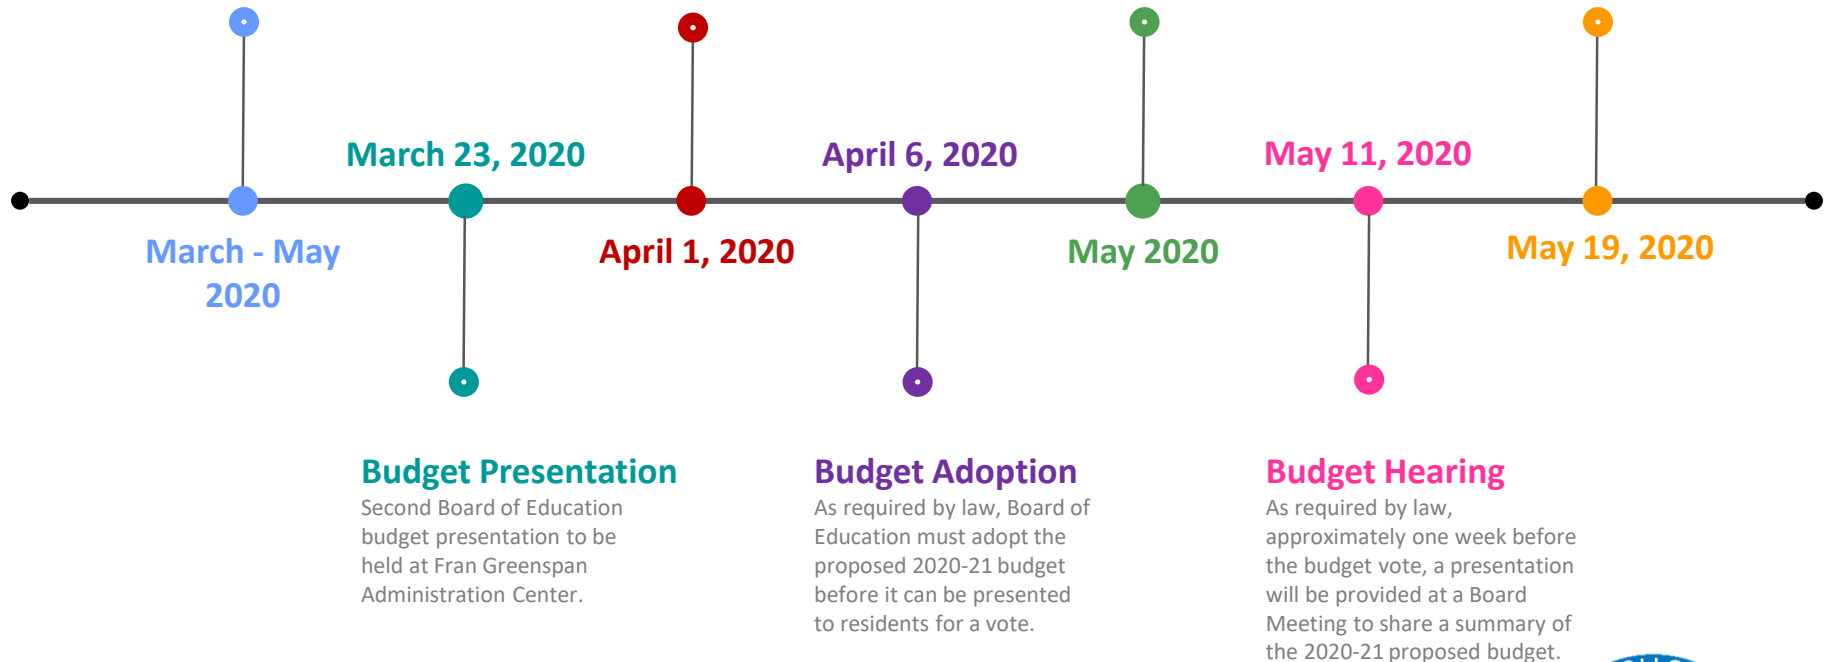 March 23, 2020
April 6, 2020
May 11, 2020
March - May
2020
April 1, 2020
May 2020
May 19, 2020
Budget Presentation
Second Board of Education
budget presentation to be
held at Fran Greenspan
Administration Center.
Budget Adoption
As required by law, Board of
Education must adopt the
proposed 2020-21 budget
before it can be presented
to residents for a vote.
Budget Hearing
As required by law,
approximately one week before
the budget vote, a presentation
will be provided at a Board
Meeting to share a summary of
the 2020-21 proposed budget.